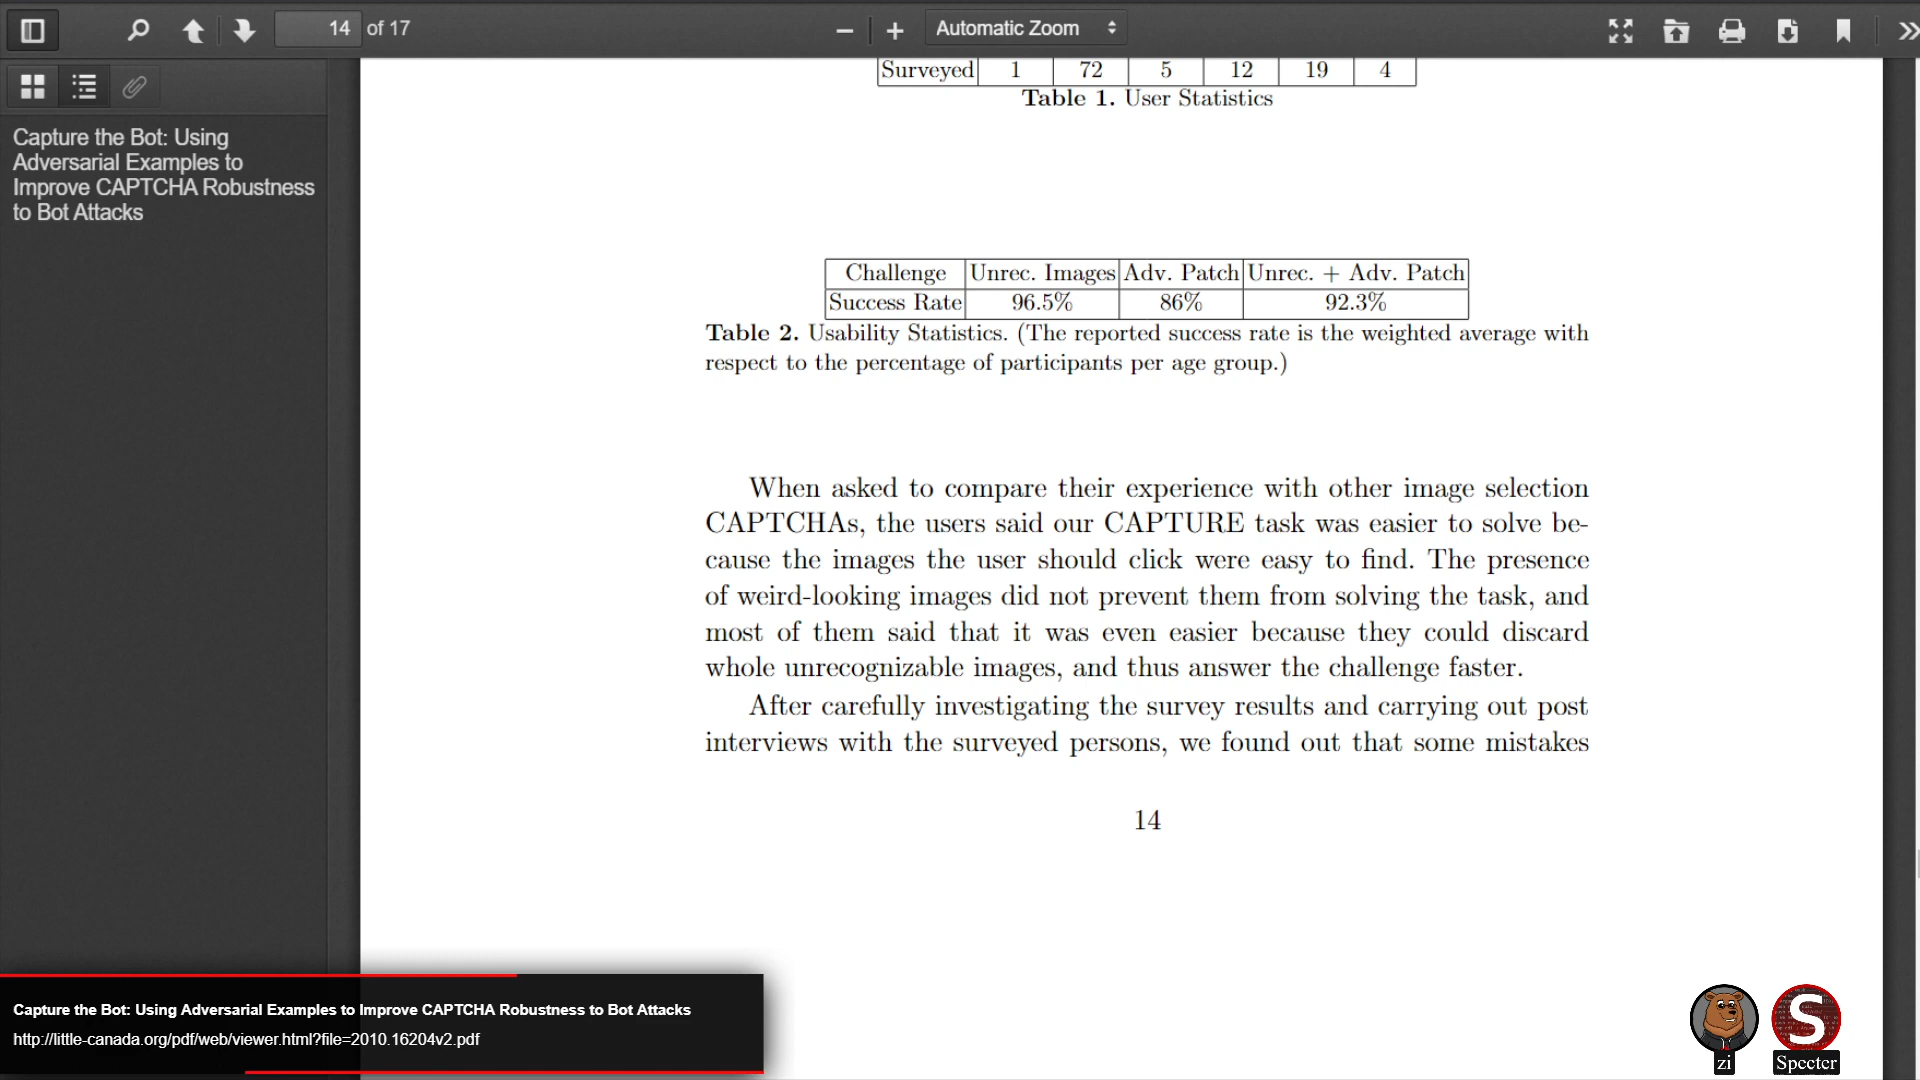 14 of 17
Automatic Zoom
Capture the Bot: Using
Adversarial Examples to
Improve CAPTCHA Robustness
to Bot Attacks
Surveyed 1 72 5 12 19 4
Table 1. User Statistics
Challenge Unrec. Images Adv. Patch Unrec. + Adv. Patch
Success Rate 96.5% 86% 92.3%
Table 2. Usability Statistics. (The reported success rate is the weighted average with
respect to the percentage of participants per age group.)
When asked to compare their experience with other image selection
CAPTCHAs, the users said our CAPTURE task was easier to solve be-
cause the images the user should click were easy to find. The presence
of weird-looking images did not prevent them from solving the task, and
most of them said that it was even easier because they could discard
whole unrecognizable images, and thus answer the challenge faster.
After carefully investigating the survey results and carrying out post
interviews with the surveyed persons, we found out that some mistakes
14
Capture the Bot: Using Adversarial Examples to Improve CAPTCHA Robustness to Bot Attacks
http://little-canada.org/pdf/web/viewer.html?file=2010.16204v2.pdf
S
zi
Specter